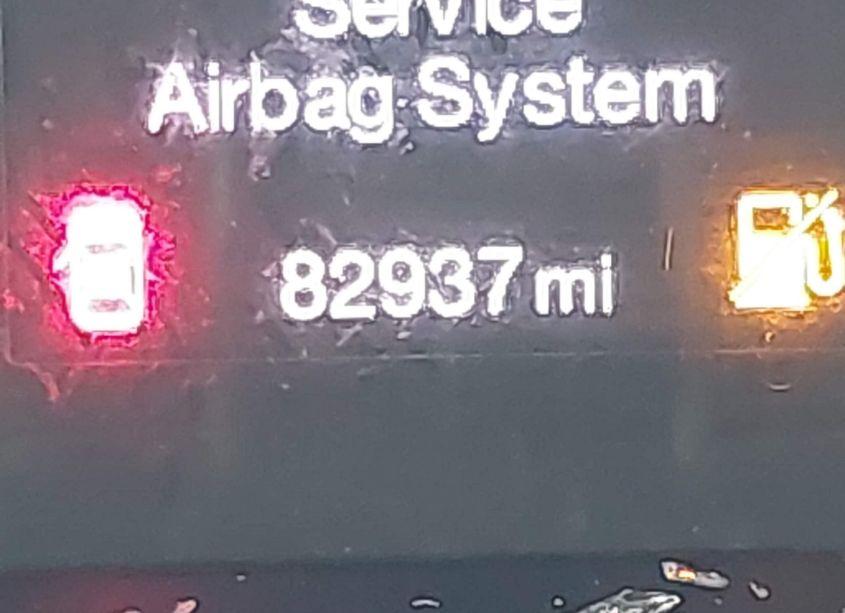 Service
Airbag System
82937 mi